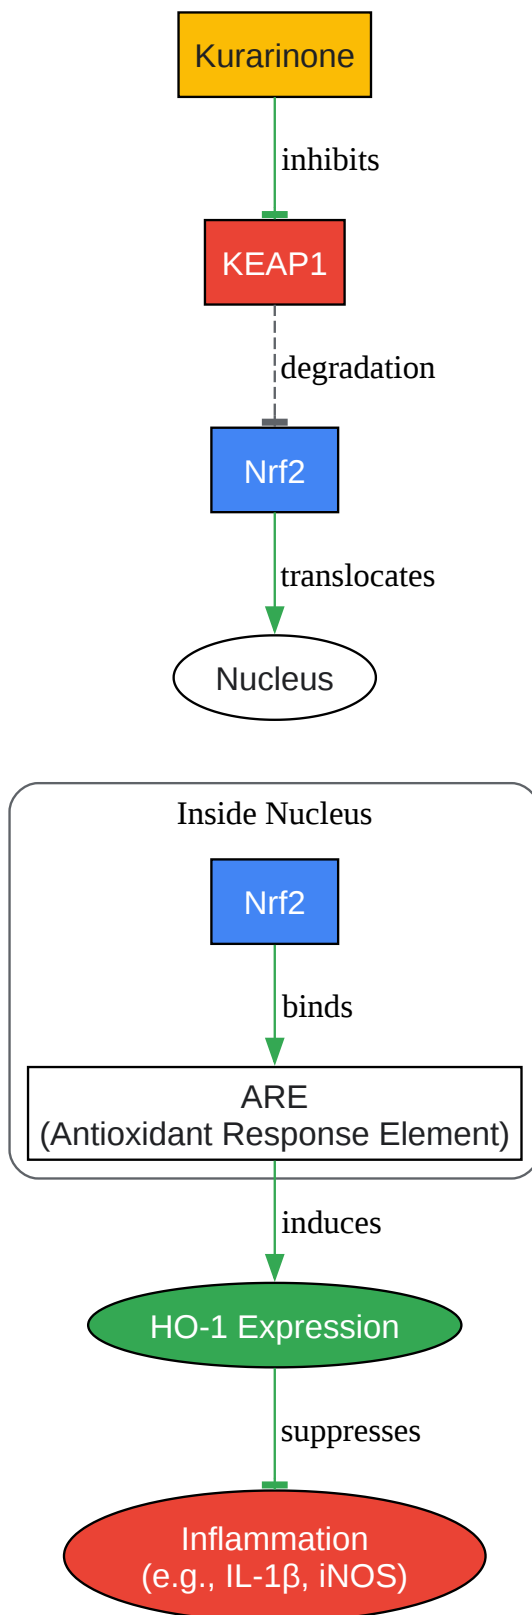 Kurarinone
inhibits
KEAP1
degradation
Nrf2
translocates
Nucleus
Inside Nucleus
Nrf2
binds
ARE
(Antioxidant Response Element)
induces
HO-1 Expression
suppresses
Inflammation
(e.g., IL-1β, iNOS)